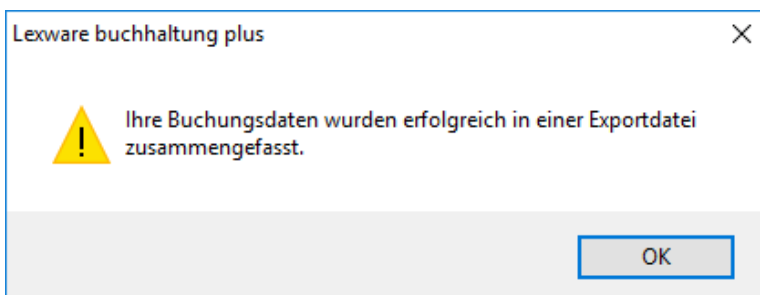 Lexware buchhaltung plus
Ihre Buchungsdaten wurden erfolgreich in einer Exportdatei
zusammengefasst.
OK